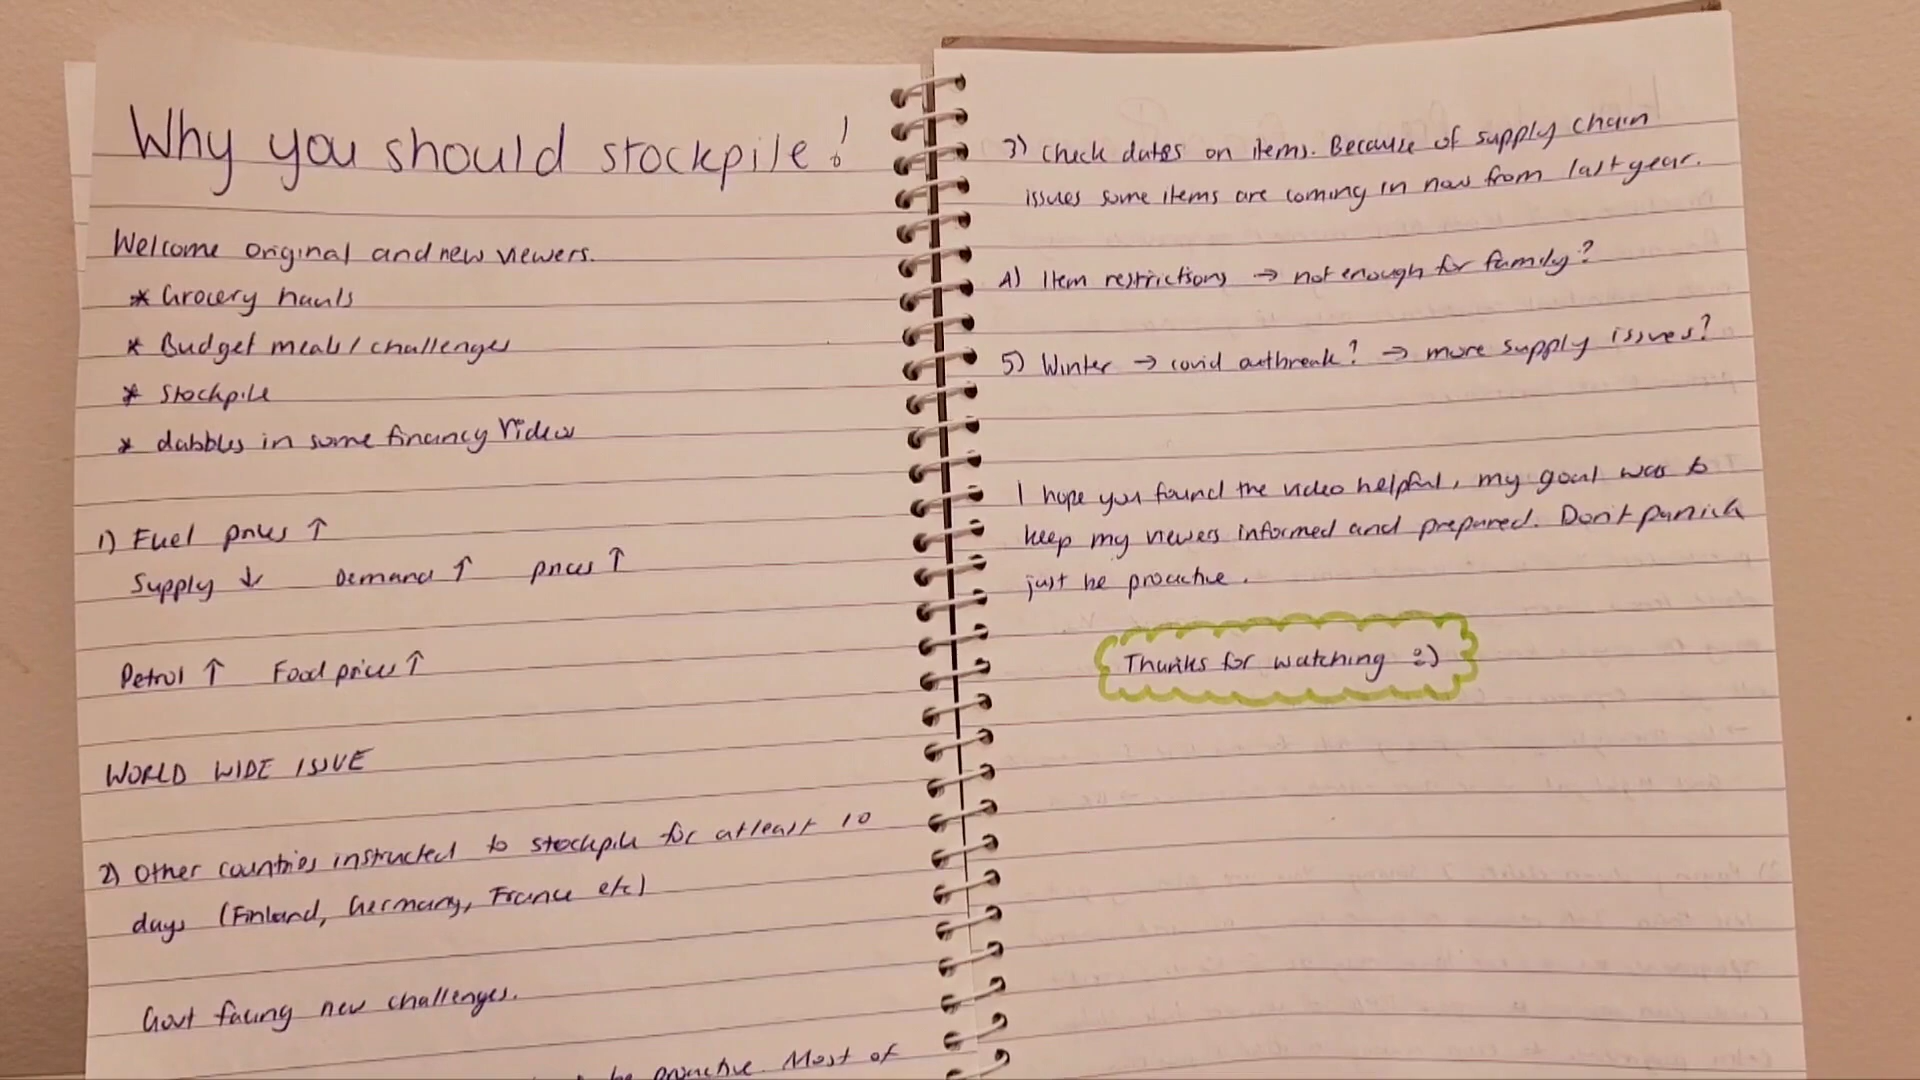 Why you should stockpile!
Welcome original and new viewers.
* Grocery hauls
* Budget meals / challenges
* Stockpile
* dabbles in some financy videos
1) Fuel prices ↑
Supply ↓ Demand ↑ prices ↑
Petrol ↑ Food prices ↑
WORLD WIDE ISSUE
2) Other countries instructed to stockpile for atleast 10
days (Finland, Germany, France etc)
Govt facing new challenges.
be proactive. Most of
3) check dates on items. Because of supply chain
issues some items are coming in now from last year.
4) Item restrictions → not enough for family?
5) Winter → covid outbreak? → more supply issues?
I hope you found the video helpful, my goal was to
keep my viewers informed and prepared. Don't panick
just be proactive.
Thanks for watching :)